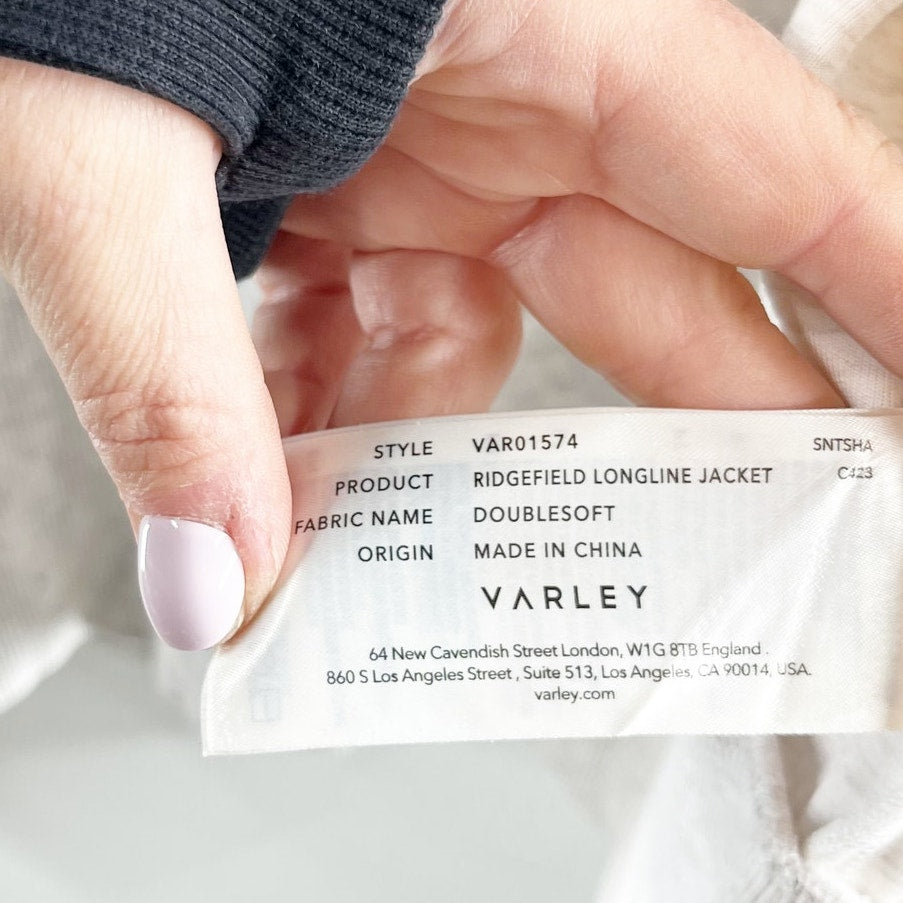 STYLE VAR01574 SNTSHA
PRODUCT RIDGEFIELD LONGLINE JACKET C423
FABRIC NAME DOUBLESOFT
ORIGIN MADE IN CHINA
VARLEY
64 New Cavendish Street London, W1G 8TB England .
860 S Los Angeles Street , Suite 513, Los Angeles, CA 90014, USA.
varley.com